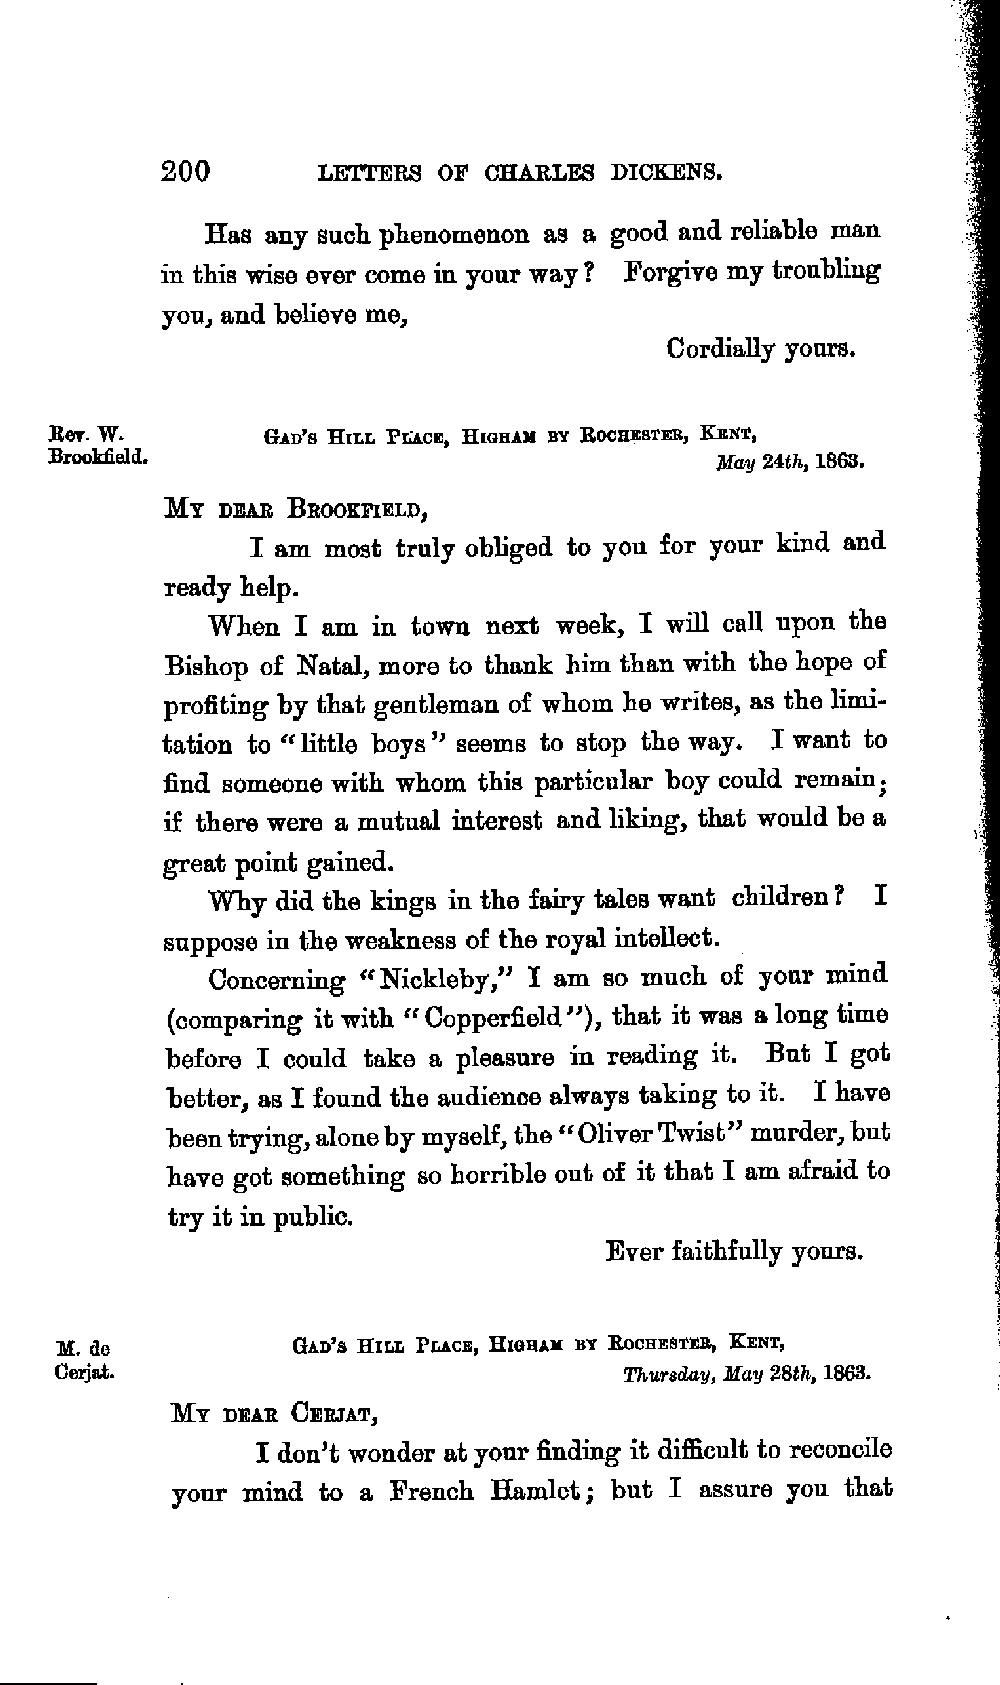 200 LETTERS OF CHARLES DICKENS.
Has any such phenomenon as a good and reliable man
in this wise ever come in your way? Forgive my troubling
you, and believe me,
Cordially yours.
Rev. W.
Brookfield.
GAD'S HILL PLACE, HIGHAM BY ROCHESTER, KENT,
May 24th, 1863.
MY DEAR BROOKFIELD,
I am most truly obliged to you for your kind and
ready help.
When I am in town next week, I will call upon the
Bishop of Natal, more to thank him than with the hope of
profiting by that gentleman of whom he writes, as the limi-
tation to "little boys" seems to stop the way. I want to
find someone with whom this particular boy could remain;
if there were a mutual interest and liking, that would be a
great point gained.
Why did the kings in the fairy tales want children? I
suppose in the weakness of the royal intellect.
Concerning "Nickleby," I am so much of your mind
(comparing it with "Copperfield"), that it was a long time
before I could take a pleasure in reading it. But I got
better, as I found the audience always taking to it. I have
been trying, alone by myself, the "Oliver Twist" murder, but
have got something so horrible out of it that I am afraid to
try it in public.
Ever faithfully yours.
M. de
Cerjat.
GAD'S HILL PLACE, HIGHAM BY ROCHESTER, KENT,
Thursday, May 28th, 1863.
MY DEAR CERJAT,
I don't wonder at your finding it difficult to reconcile
your mind to a French Hamlet; but I assure you that